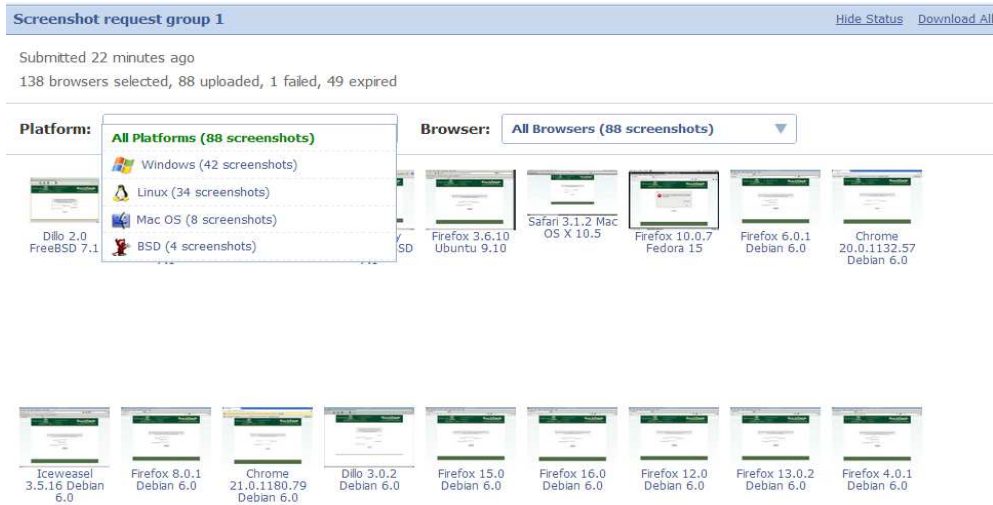 Screenshot request group 1
Hide Status Download All
Submitted 22 minutes ago
138 browsers selected, 88 uploaded, 1 failed, 49 expired
Platform:
Browser: All Browsers (88 screenshots)
All Platforms (88 screenshots)
Windows (42 screenshots)
Linux (34 screenshots)
Mac OS (8 screenshots)
BSD (4 screenshots)
Dillo 2.0
FreeBSD 7.1
SD
Firefox 3.6.10
Ubuntu 9.10
Safari 3.1.2 Mac
OS X 10.5
Firefox 10.0.7
Fedora 15
Firefox 6.0.1
Debian 6.0
Chrome
20.0.1132.57
Debian 6.0
Iceweasel
3.5.16 Debian
6.0
Firefox 8.0.1
Debian 6.0
Chrome
21.0.1180.79
Debian 6.0
Dillo 3.0.2
Debian 6.0
Firefox 15.0
Debian 6.0
Firefox 16.0
Debian 6.0
Firefox 12.0
Debian 6.0
Firefox 13.0.2
Debian 6.0
Firefox 4.0.1
Debian 6.0